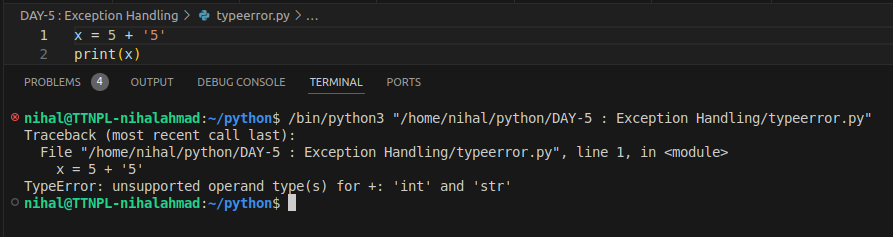 DAY-5 : Exception Handling > typeerror.py > ...
1 x = 5 + '5'
2 print(x)
PROBLEMS 4 OUTPUT DEBUG CONSOLE TERMINAL PORTS
nihal@TTNPL-nihalahmad:~/python$ /bin/python3 "/home/nihal/python/DAY-5 : Exception Handling/typeerror.py"
Traceback (most recent call last):
  File "/home/nihal/python/DAY-5 : Exception Handling/typeerror.py", line 1, in <module>
    x = 5 + '5'
TypeError: unsupported operand type(s) for +: 'int' and 'str'
nihal@TTNPL-nihalahmad:~/python$